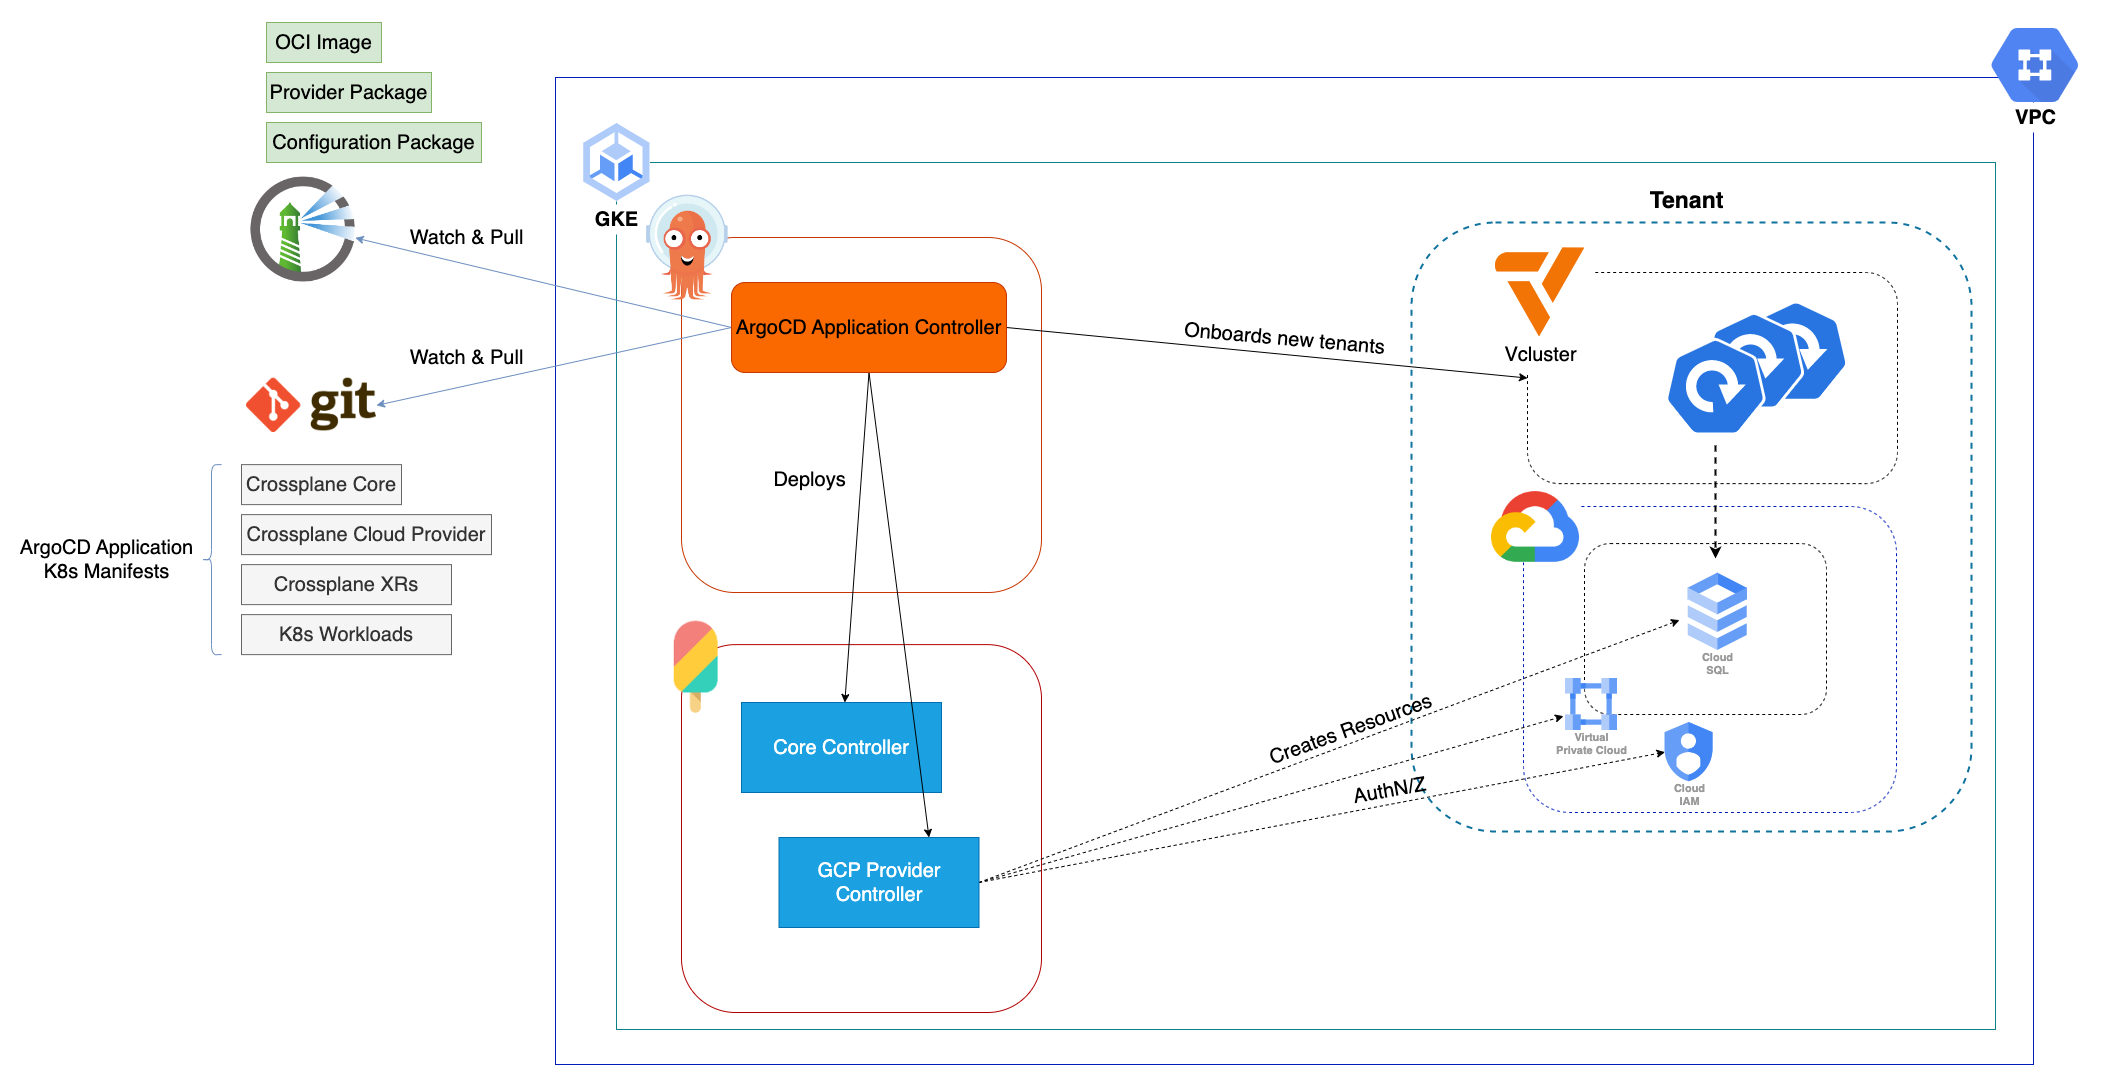 OCI Image
Provider Package
Configuration Package
Watch & Pull
Watch & Pull
git
ArgoCD Application
K8s Manifests
Crossplane Core
Crossplane Cloud Provider
Crossplane XRs
K8s Workloads
VPC
GKE
ArgoCD Application Controller
Deploys
Onboards new tenants
Core Controller
GCP Provider
Controller
Creates Resources
AuthN/Z
Tenant
Vcluster
Cloud
SQL
Virtual
Private Cloud
Cloud
IAM